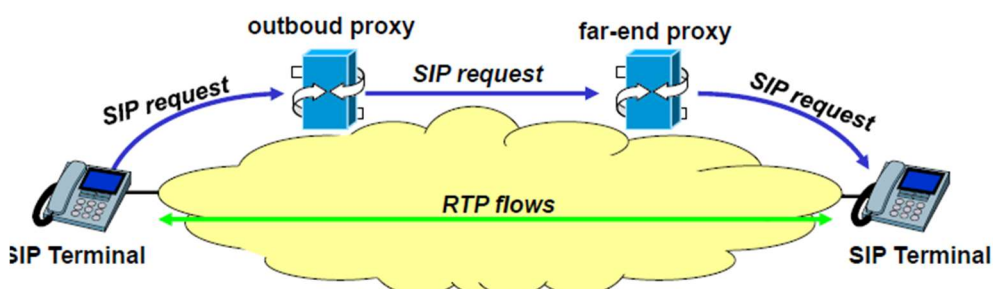 outboud proxy
far-end proxy
SIP request
SIP request
SIP request
RTP flows
SIP Terminal
SIP Terminal